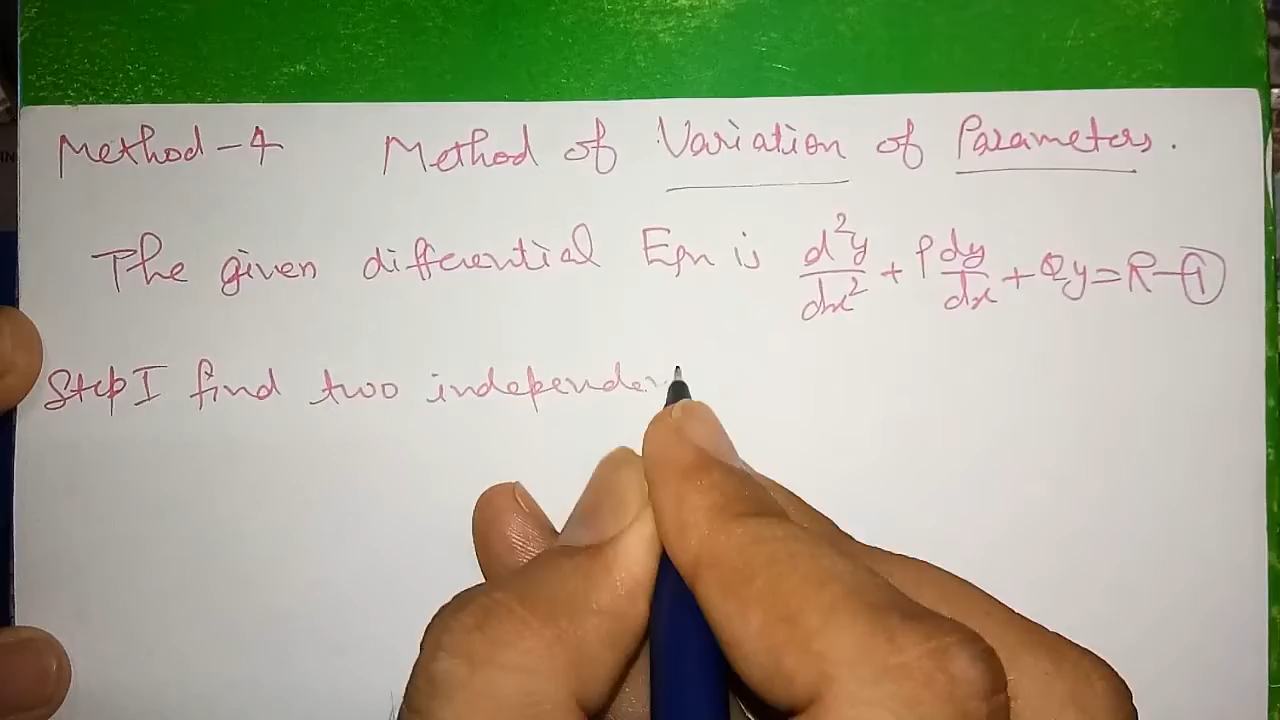 Method-4 Method of Variation of Parameters.
The given differential Eqn is d²y/dx² + P dy/dx + Qy = R — ①
Step I find two independen